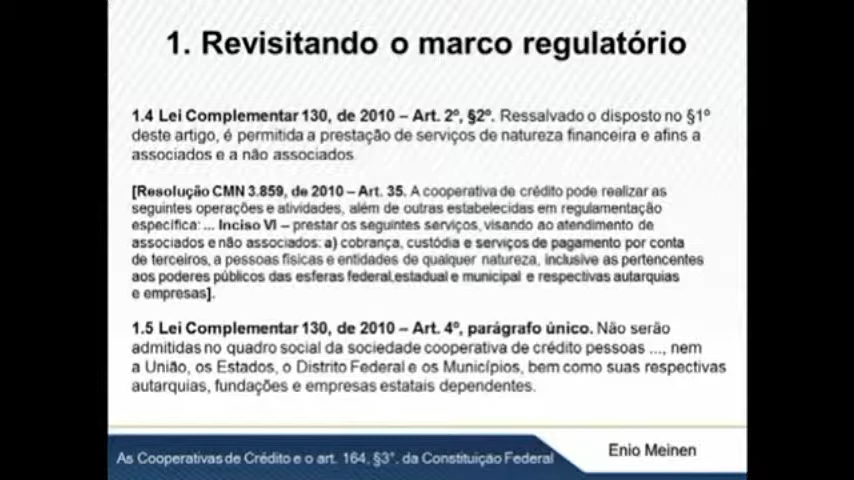 1. Revisitando o marco regulatório
1.4 Lei Complementar 130, de 2010 – Art. 2º, §2º. Ressalvado o disposto no §1º
deste artigo, é permitida a prestação de serviços de natureza financeira e afins a
associados e a não associados
[Resolução CMN 3.859, de 2010 – Art. 35. A cooperativa de crédito pode realizar as
seguintes operações e atividades, além de outras estabelecidas em regulamentação
específica: ... Inciso VI – prestar os seguintes serviços, visando ao atendimento de
associados e não associados: a) cobrança, custódia e serviços de pagamento por conta
de terceiros, a pessoas físicas e entidades de qualquer natureza, inclusive as pertencentes
aos poderes públicos das esferas federal,estadual e municipal e respectivas autarquias
e empresas].
1.5 Lei Complementar 130, de 2010 – Art. 4º, parágrafo único. Não serão
admitidas no quadro social da sociedade cooperativa de crédito pessoas ..., nem
a União, os Estados, o Distrito Federal e os Municípios, bem como suas respectivas
autarquias, fundações e empresas estatais dependentes.
As Cooperativas de Crédito e o art. 164, §3°, da Constituição Federal
Enio Meinen